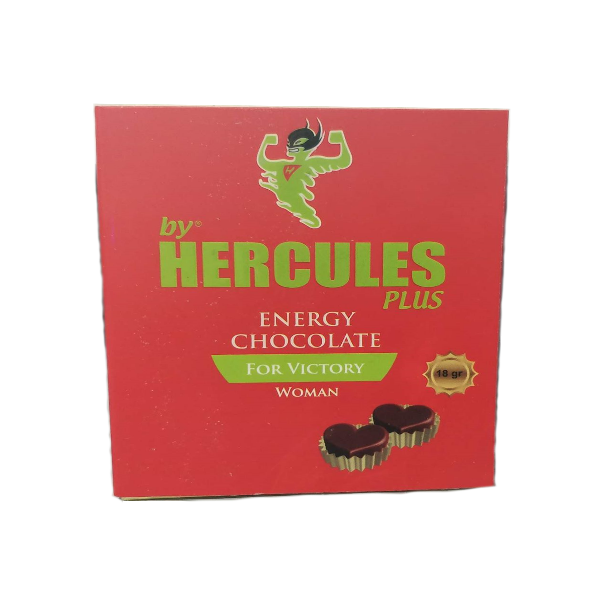 by®
HERCULES
PLUS
ENERGY
CHOCOLATE
FOR VICTORY
WOMAN
18 gr